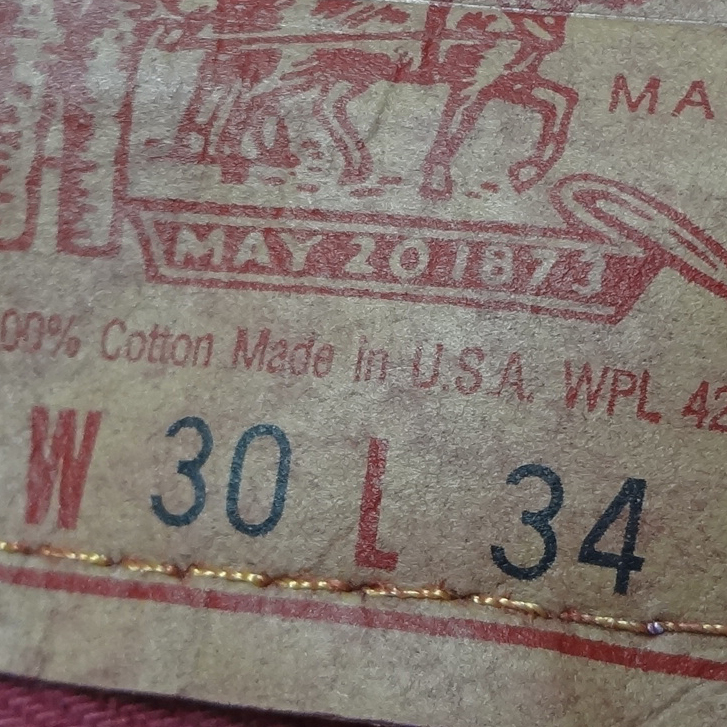 MA
MAY 20 1873
00% Cotton Made in U.S.A. WPL 42
W 30 L 34